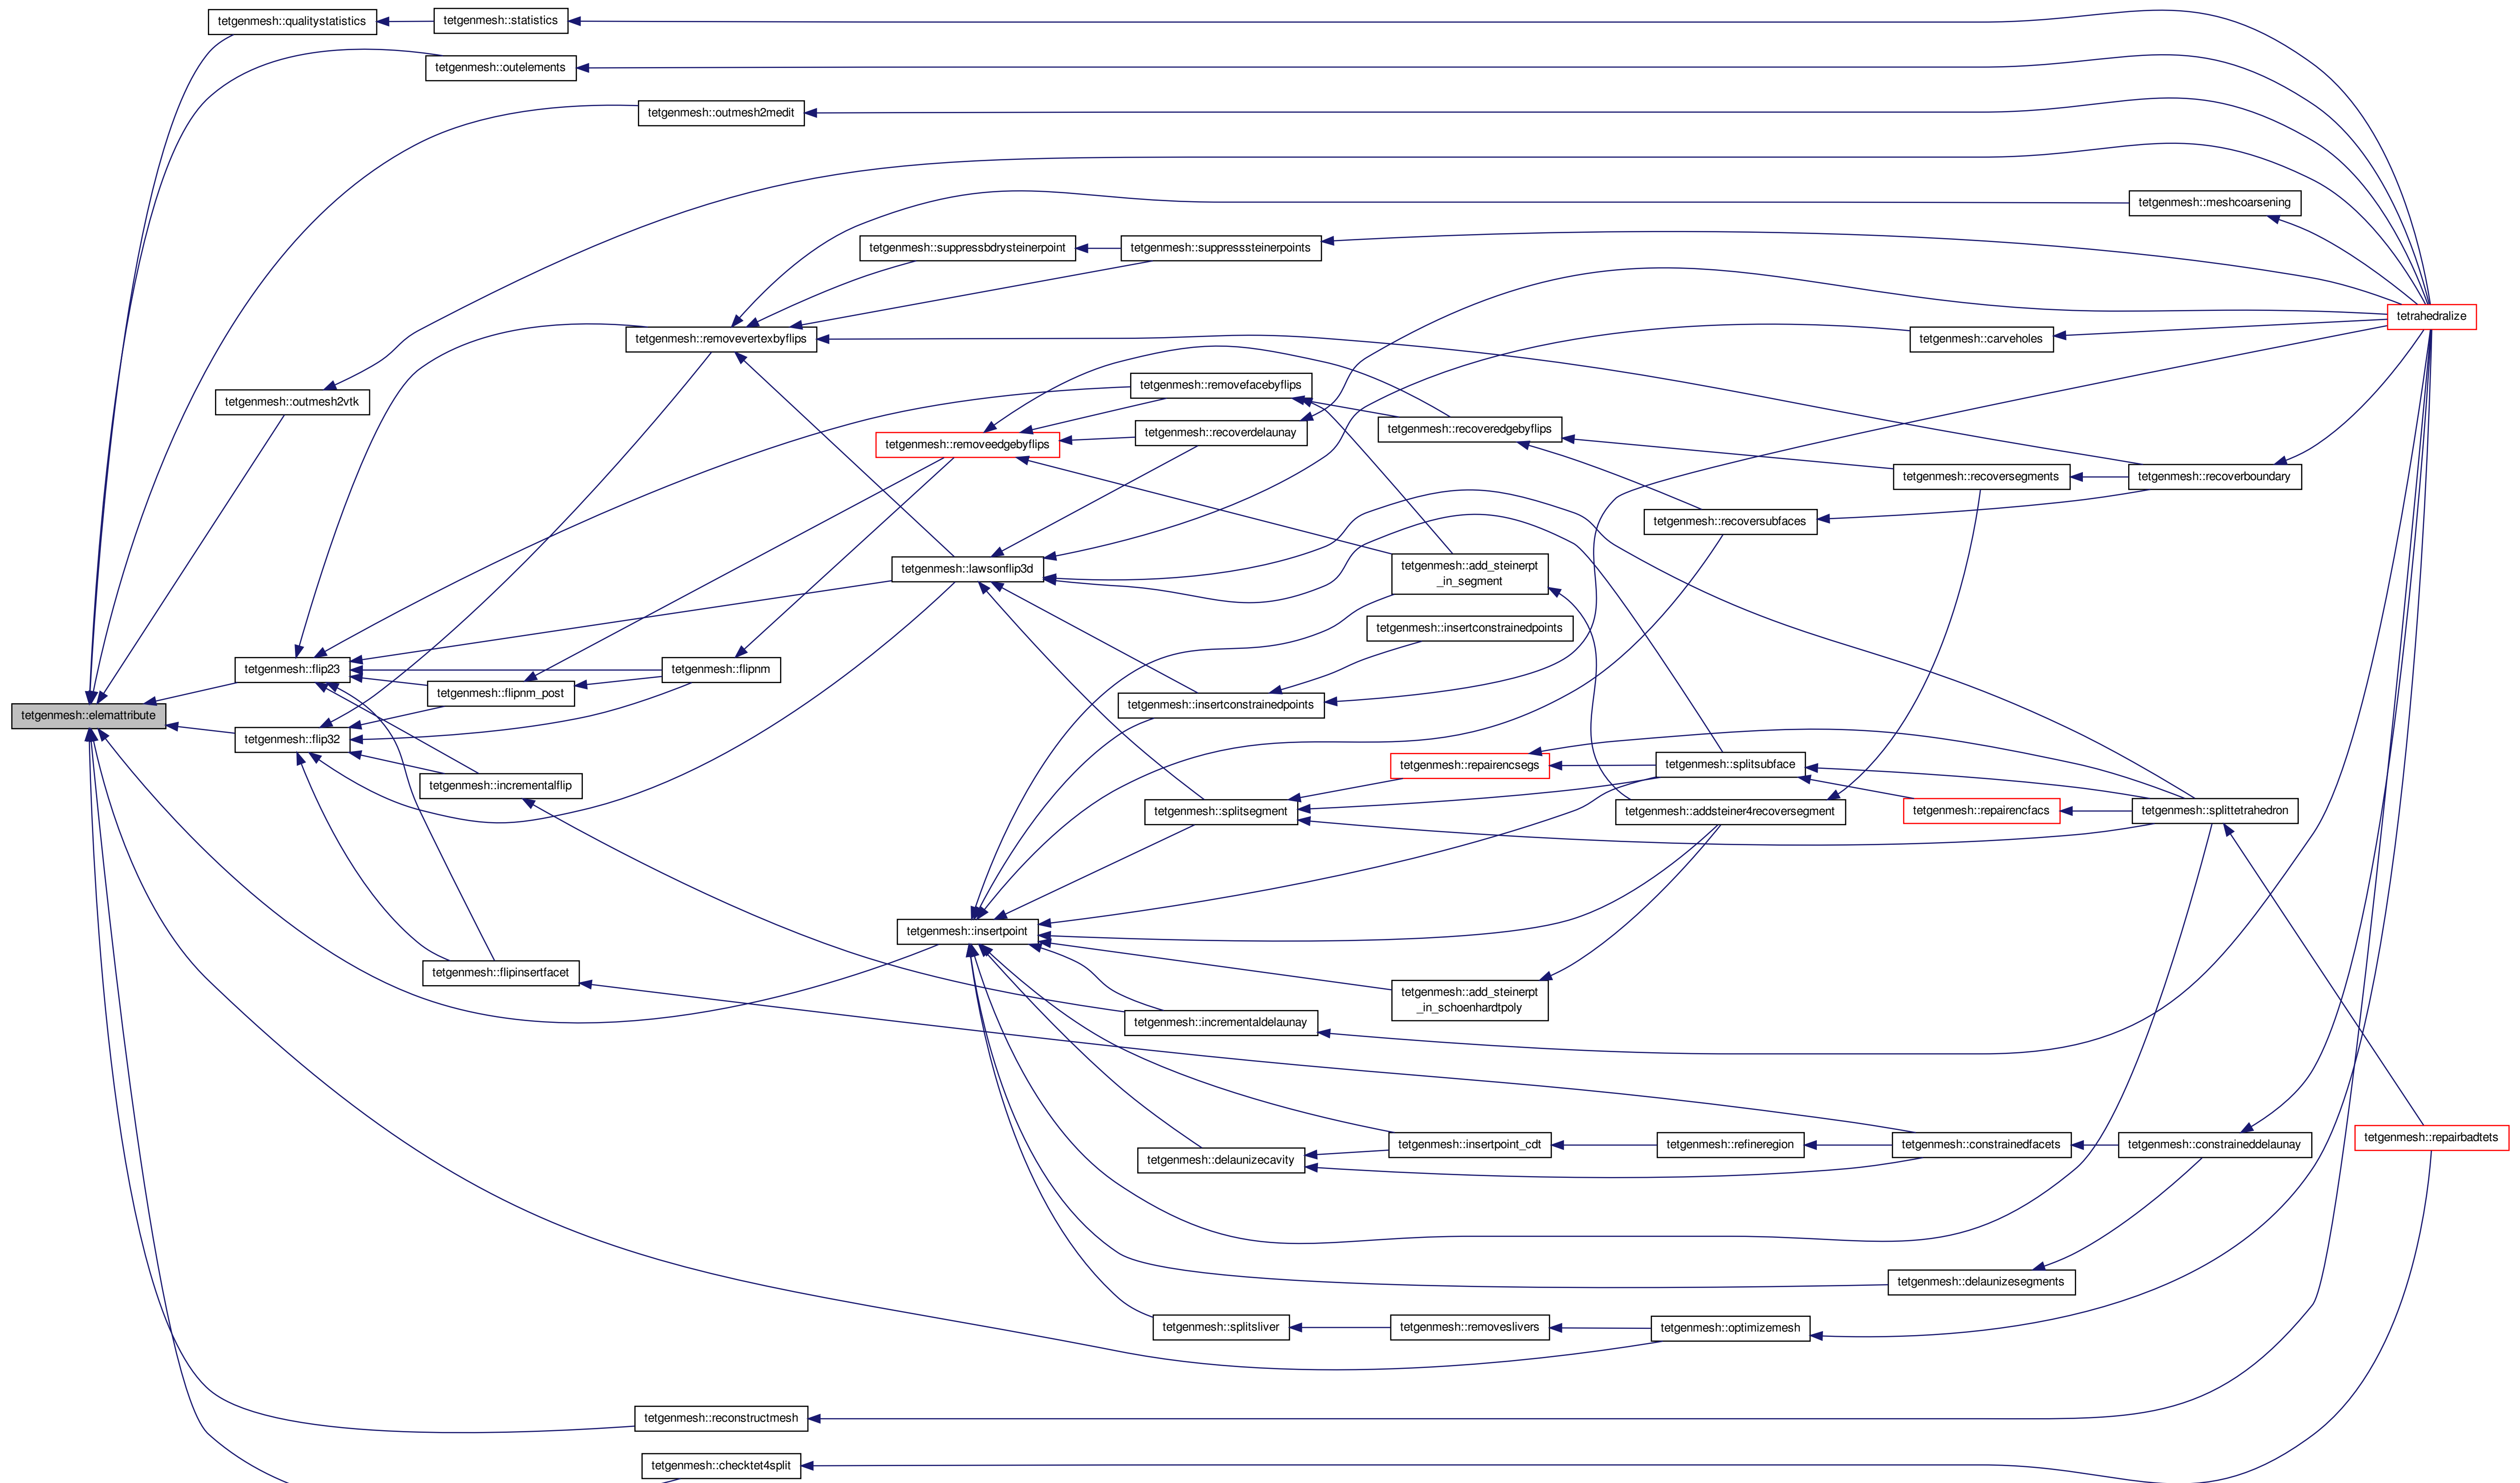 tetgenmesh::qualitystatistics
tetgenmesh::statistics
tetgenmesh::outelements
tetgenmesh::outmesh2medit
tetgenmesh::meshcoarsening
tetgenmesh::suppressbdrysteinerpoint
tetgenmesh::suppresssteinerpoints
tetrahedralize
tetgenmesh::removevertexbyflips
tetgenmesh::carveholes
tetgenmesh::outmesh2vtk
tetgenmesh::removefacebyflips
tetgenmesh::removeedgebyflips
tetgenmesh::recoverdelaunay
tetgenmesh::recoveredgebyflips
tetgenmesh::recoversegments
tetgenmesh::recoverboundary
tetgenmesh::recoversubfaces
tetgenmesh::lawsonflip3d
tetgenmesh::add_steinerpt
_in_segment
tetgenmesh::insertconstrainedpoints
tetgenmesh::flip23
tetgenmesh::flipnm
tetgenmesh::flipnm_post
tetgenmesh::insertconstrainedpoints
tetgenmesh::elemattribute
tetgenmesh::flip32
tetgenmesh::repairencsegs
tetgenmesh::splitsubface
tetgenmesh::incrementalflip
tetgenmesh::splitsegment
tetgenmesh::addsteiner4recoversegment
tetgenmesh::repairencfacs
tetgenmesh::splittetrahedron
tetgenmesh::insertpoint
tetgenmesh::flipinsertfacet
tetgenmesh::add_steinerpt
_in_schoenhardtpoly
tetgenmesh::incrementaldelaunay
tetgenmesh::delaunizecavity
tetgenmesh::insertpoint_cdt
tetgenmesh::refineregion
tetgenmesh::constrainedfacets
tetgenmesh::constraineddelaunay
tetgenmesh::repairbadtets
tetgenmesh::delaunizesegments
tetgenmesh::splitsliver
tetgenmesh::removeslivers
tetgenmesh::optimizemesh
tetgenmesh::reconstructmesh
tetgenmesh::checktet4split